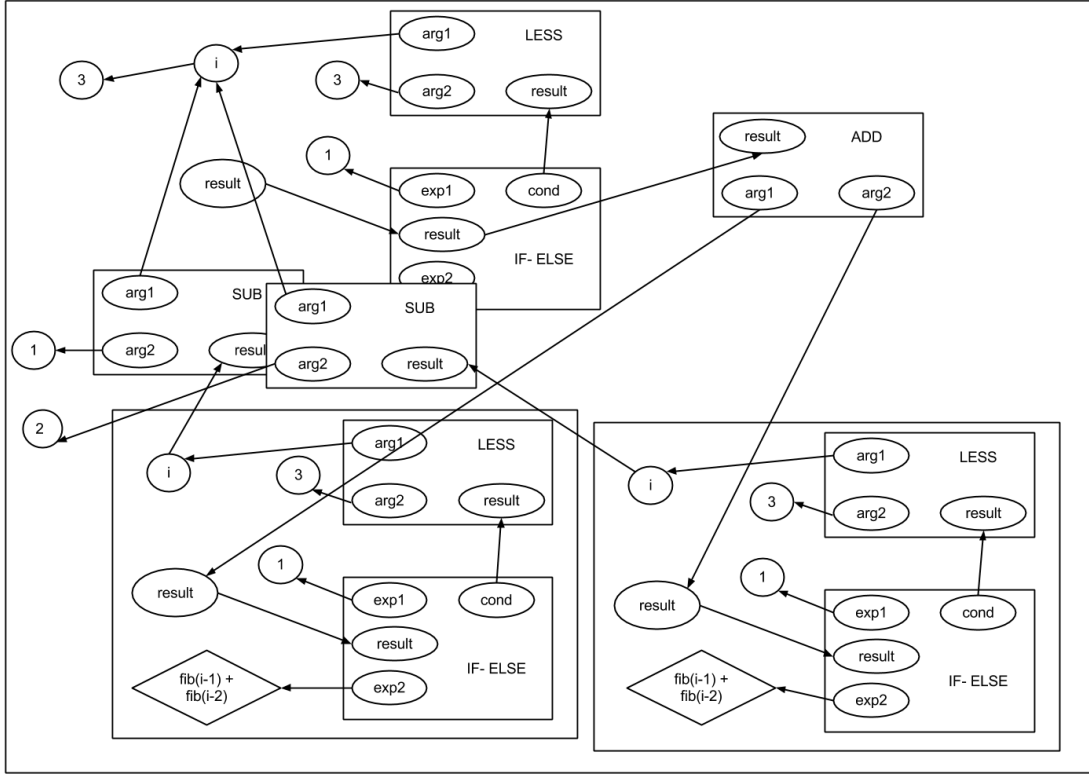 arg1
LESS
i
3
3
arg2
result
result
ADD
1
result
exp1
cond
arg1
arg2
result
IF- ELSE
exp2
arg1
SUB
arg1
SUB
1
arg2
resul
arg2
result
2
arg1
LESS
i
3
arg2
result
1
exp1
cond
result
result
IF- ELSE
fib(i-1) +
fib(i-2)
exp2
arg1
LESS
i
3
arg2
result
1
exp1
cond
result
result
IF- ELSE
fib(i-1) +
fib(i-2)
exp2